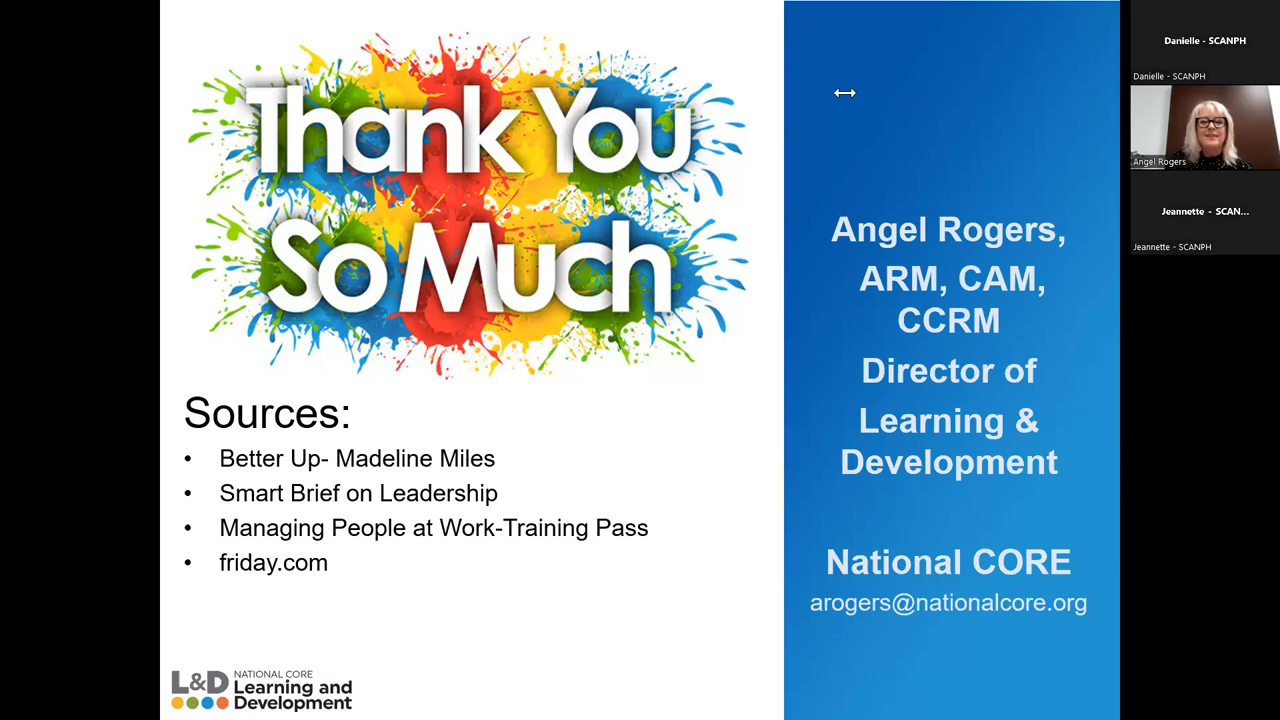 Thank You
So Much
Sources:
• Better Up- Madeline Miles
• Smart Brief on Leadership
• Managing People at Work-Training Pass
• friday.com
L&D NATIONAL CORE
Learning and
Development
Angel Rogers,
ARM, CAM,
CCRM
Director of
Learning &
Development
National CORE
arogers@nationalcore.org
Danielle - SCANPH
Danielle - SCANPH
Angel Rogers
Jeannette - SCAN...
Jeannette - SCANPH